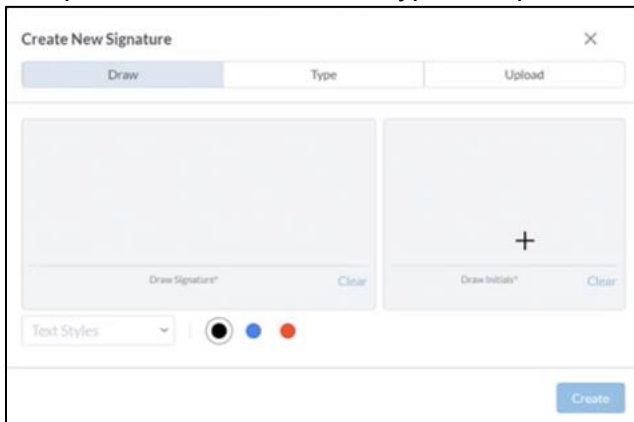 Create New Signature
Draw Type Upload
Draw Signature* Clear Draw Initials* Clear
Text Styles
Create